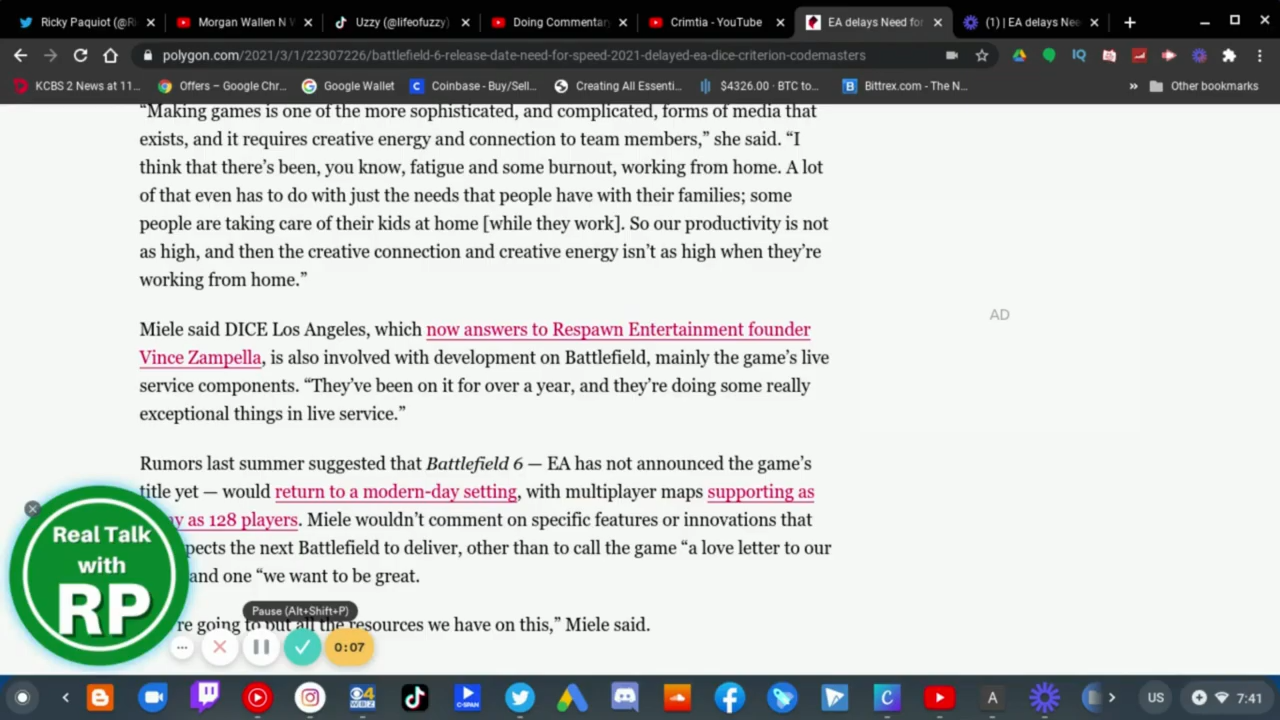 Ricky Paquiot (@Ri
Morgan Wallen N W
Uzzy (@lifeofuzzy)
Doing Commentar
Crimtia - YouTube
EA delays Need for
(1) | EA delays Nee
polygon.com/2021/3/1/22307226/battlefield-6-release-date-need-for-speed-2021-delayed-ea-dice-criterion-codemasters
KCBS 2 News at 11...
Offers – Google Chr...
Google Wallet
Coinbase - Buy/Sell...
Creating All Essenti...
$4326.00 · BTC to...
Bittrex.com - The N...
»
Other bookmarks
“Making games is one of the more sophisticated, and complicated, forms of media that
exists, and it requires creative energy and connection to team members,” she said. “I
think that there’s been, you know, fatigue and some burnout, working from home. A lot
of that even has to do with just the needs that people have with their families; some
people are taking care of their kids at home [while they work]. So our productivity is not
as high, and then the creative connection and creative energy isn’t as high when they’re
working from home.”
AD
Miele said DICE Los Angeles, which now answers to Respawn Entertainment founder
Vince Zampella, is also involved with development on Battlefield, mainly the game’s live
service components. “They’ve been on it for over a year, and they’re doing some really
exceptional things in live service.”
Rumors last summer suggested that Battlefield 6 — EA has not announced the game’s
title yet — would return to a modern-day setting, with multiplayer maps supporting as
y as 128 players. Miele wouldn’t comment on specific features or innovations that
pects the next Battlefield to deliver, other than to call the game “a love letter to our
and one “we want to be great.
re going to put all the resources we have on this,” Miele said.
Real Talk
with
RP
Pause (Alt+Shift+P)
0:07
4
WBZ
C-SPAN
C
A
US
7:41